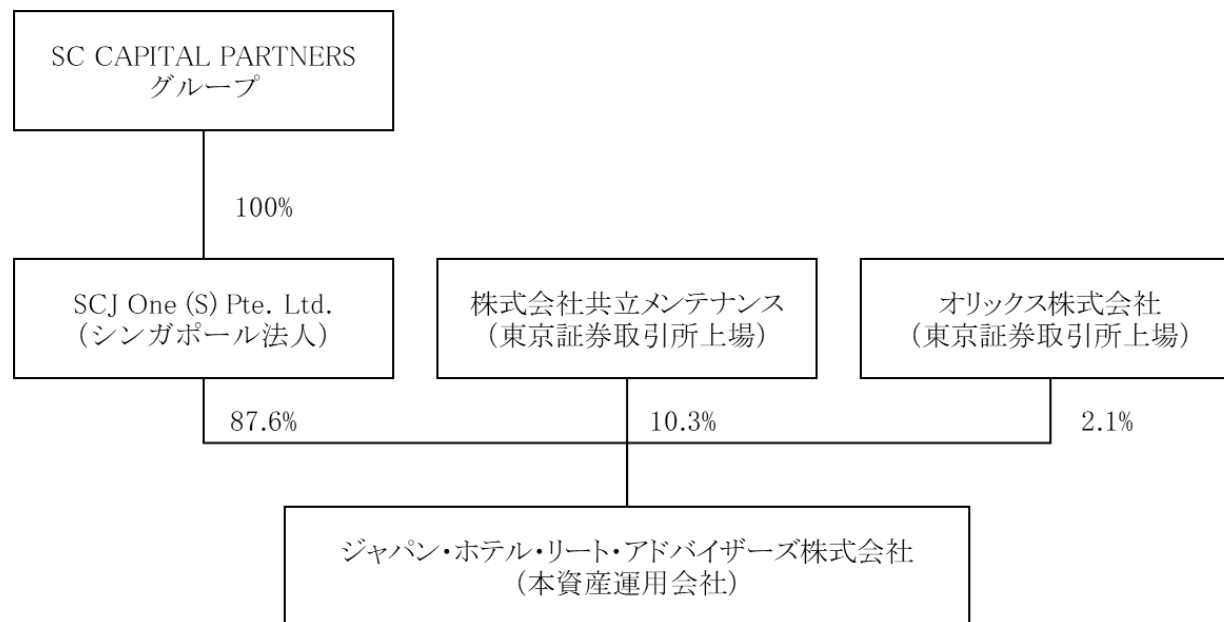 SC CAPITAL PARTNERS
グループ
100%
SCJ One (S) Pte. Ltd.
(シンガポール法人)
株式会社共立メンテナンス
(東京証券取引所上場)
オリックス株式会社
(東京証券取引所上場)
87.6%
10.3%
2.1%
ジャパン・ホテル・リート・アドバイザーズ株式会社
(本資産運用会社)